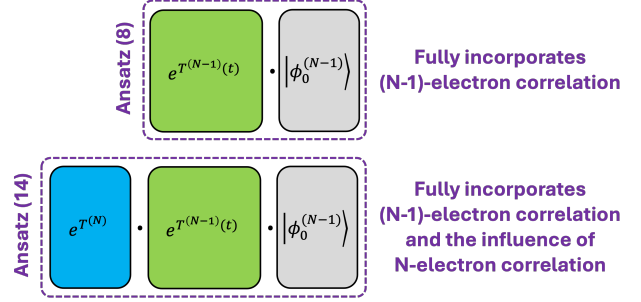 Ansatz (8)
e^{T^{(N−1)}(t)} · |ϕ_0^{(N−1)}⟩
Fully incorporates
(N-1)-electron correlation
Ansatz (14)
e^{T^{(N)}} · e^{T^{(N−1)}(t)} · |ϕ_0^{(N−1)}⟩
Fully incorporates
(N-1)-electron correlation
and the influence of
N-electron correlation